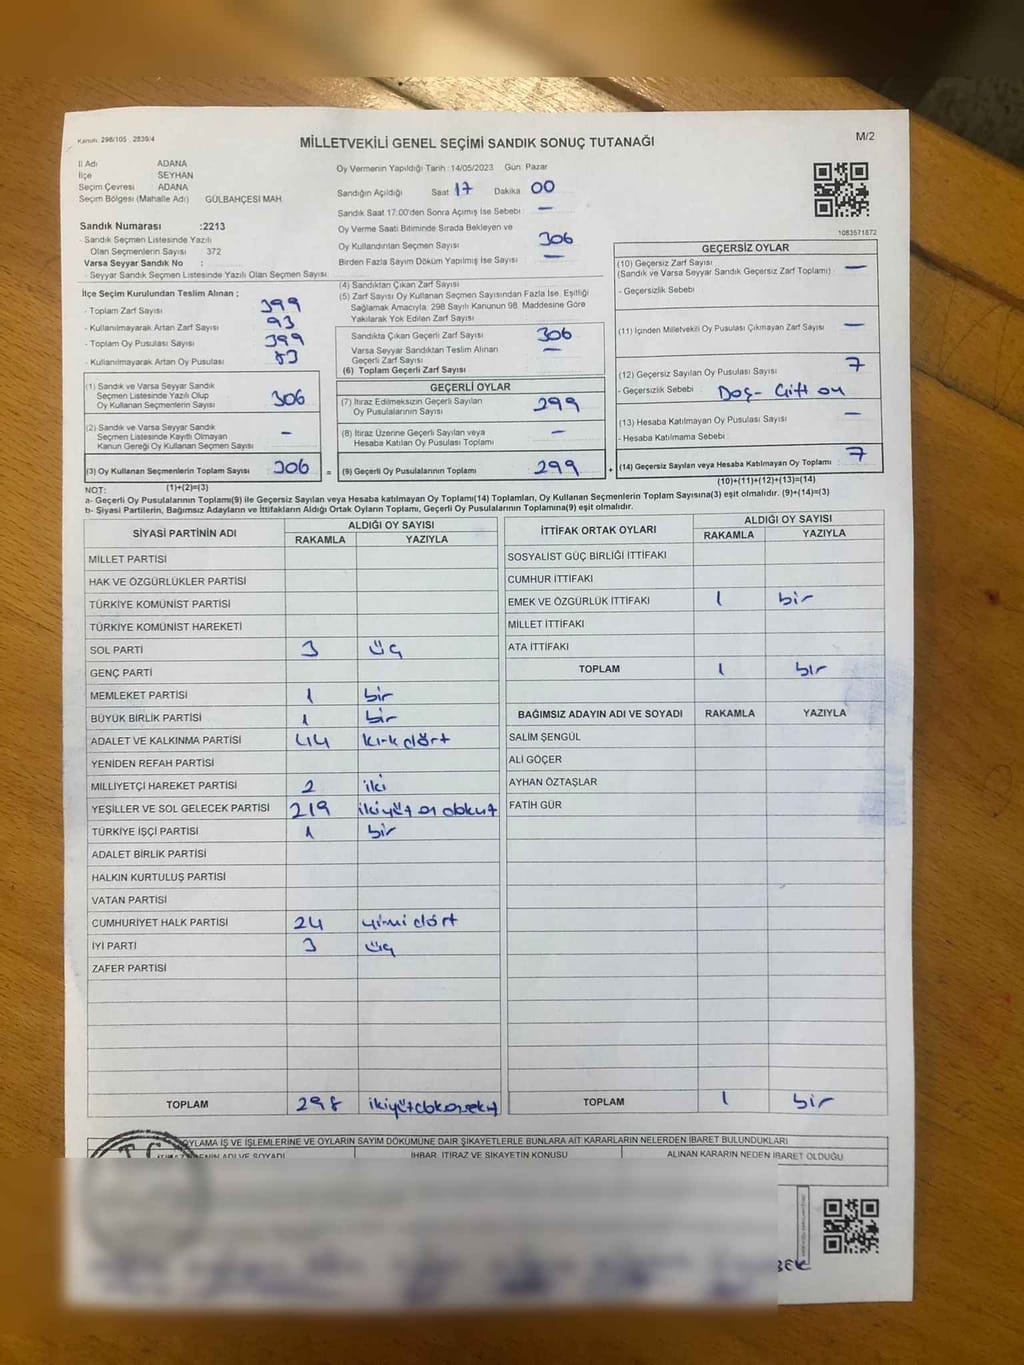 Kanun: 298/105 , 2839/4
MİLLETVEKİLİ GENEL SEÇİMİ SANDIK SONUÇ TUTANAĞI
M/2
İl Adı ADANA
İlçe SEYHAN
Seçim Çevresi ADANA
Seçim Bölgesi (Mahalle Adı) GÜLBAHÇESİ MAH.
Sandık Numarası :2213
- Sandık Seçmen Listesinde Yazılı
Olan Seçmenlerin Sayısı 372
Varsa Seyyar Sandık No :
- Seyyar Sandık Seçmen Listesinde Yazılı Olan Seçmen Sayısı :
Oy Vermenin Yapıldığı Tarih :14/05/2023 Gün Pazar
Sandığın Açıldığı Saat 17 Dakika 00
Sandık Saat 17:00'den Sonra Açımış İse Sebebi : —
Oy Verme Saati Bitiminde Sırada Bekleyen ve
Oy Kullandırılan Seçmen Sayısı 306
Birden Fazla Sayım Döküm Yapılmış İse Sayısı : —
1083571872
İlçe Seçim Kurulundan Teslim Alınan ;
- Toplam Zarf Sayısı 399
- Kullanılmayarak Artan Zarf Sayısı 93
- Toplam Oy Pusulası Sayısı 399
- Kullanılmayarak Artan Oy Pusulası 83
(1) Sandık ve Varsa Seyyar Sandık
Seçmen Listesinde Yazılı Olup
Oy Kullanan Seçmenlerin Sayısı 306
(2) Sandık ve Varsa Seyyar Sandık
Seçmen Listesinde Kayıtlı Olmayan
Kanun Gereği Oy Kullanan Seçmen Sayısı –
(3) Oy Kullanan Seçmenlerin Toplam Sayısı 306 =
(1)+(2)=(3)
(4) Sandıktan Çıkan Zarf Sayısı
(5) Zarf Sayısı Oy Kullanan Seçmen Sayısından Fazla İse, Eşitliği
Sağlamak Amacıyla, 298 Sayılı Kanunun 98. Maddesine Göre
Yakılarak Yok Edilen Zarf Sayısı
Sandıkta Çıkan Geçerli Zarf Sayısı 306
Varsa Seyyar Sandıktan Teslim Alınan
Geçerli Zarf Sayısı —
(6) Toplam Geçerli Zarf Sayısı
GEÇERLİ OYLAR
(7) İtiraz Edilmeksizin Geçerli Sayılan
Oy Pusulalarının Sayısı 299
(8) İtiraz Üzerine Geçerli Sayılan veya
Hesaba Katılan Oy Pusulası Toplamı –
(9) Geçerli Oy Pusulalarının Toplamı 299 +
GEÇERSİZ OYLAR
(10) Geçersiz Zarf Sayısı —
(Sandık ve Varsa Seyyar Sandık Geçersiz Zarf Toplamı)
- Geçersizlik Sebebi :
(11) İçinden Milletvekili Oy Pusulası Çıkmayan Zarf Sayısı —
(12) Geçersiz Sayılan Oy Pusulası Sayısı 7
- Geçersizlik Sebebi : Boş- Çift oy
(13) Hesaba Katılmayan Oy Pusulası Sayısı —
- Hesaba Katılmama Sebebi :
(14) Geçersiz Sayılan veya Hesaba Katılmayan Oy Toplamı 7
(10)+(11)+(12)+(13)=(14)
NOT:
a- Geçerli Oy Pusulalarının Toplamı(9) ile Geçersiz Sayılan veya Hesaba katılmayan Oy Toplamı(14) Toplamları, Oy Kullanan Seçmenlerin Toplam Sayısına(3) eşit olmalıdır. (9)+(14)=(3)
b- Siyasi Partilerin, Bağımsız Adayların ve İttifakların Aldığı Ortak Oyların Toplamı, Geçerli Oy Pusulalarının Toplamına(9) eşit olmalıdır.
SİYASİ PARTİNİN ADI ALDIĞI OY SAYISI
RAKAMLA YAZIYLA
MİLLET PARTİSİ
HAK VE ÖZGÜRLÜKLER PARTİSİ
TÜRKİYE KOMÜNİST PARTİSİ
TÜRKİYE KOMÜNİST HAREKETİ
SOL PARTİ 3 üç
GENÇ PARTİ
MEMLEKET PARTİSİ 1 bir
BÜYÜK BİRLİK PARTİSİ 1 bir
ADALET VE KALKINMA PARTİSİ 44 kırkdört
YENİDEN REFAH PARTİSİ
MİLLİYETÇİ HAREKET PARTİSİ 2 iki
YEŞİLLER VE SOL GELECEK PARTİSİ 219
TÜRKİYE İŞÇİ PARTİSİ 1 bir
ADALET BİRLİK PARTİSİ
HALKIN KURTULUŞ PARTİSİ
VATAN PARTİSİ
CUMHURİYET HALK PARTİSİ 24 yirmidört
İYİ PARTİ 3 üç
ZAFER PARTİSİ
TOPLAM 298
İTTİFAK ORTAK OYLARI ALDIĞI OY SAYISI
RAKAMLA YAZIYLA
SOSYALİST GÜÇ BİRLİĞİ İTTİFAKI
CUMHUR İTTİFAKI
EMEK VE ÖZGÜRLÜK İTTİFAKI 1 bir
MİLLET İTTİFAKI
ATA İTTİFAKI
TOPLAM 1 bir
BAĞIMSIZ ADAYIN ADI VE SOYADI RAKAMLA YAZIYLA
SALİM ŞENGÜL
ALİ GÖÇER
AYHAN ÖZTAŞLAR
FATİH GÜR
TOPLAM 1 bir
OYLAMA İŞ VE İŞLEMLERİNE VE OYLARIN SAYIM DÖKÜMÜNE DAİR ŞİKAYETLERLE BUNLARA AİT KARARLARIN NELERDEN İBARET BULUNDUKLARI
ADI VE SOYADI İHBAR, İTİRAZ VE ŞİKAYETİN KONUSU ALINAN KARARIN NEDEN İBARET OLDUĞU
T.C.